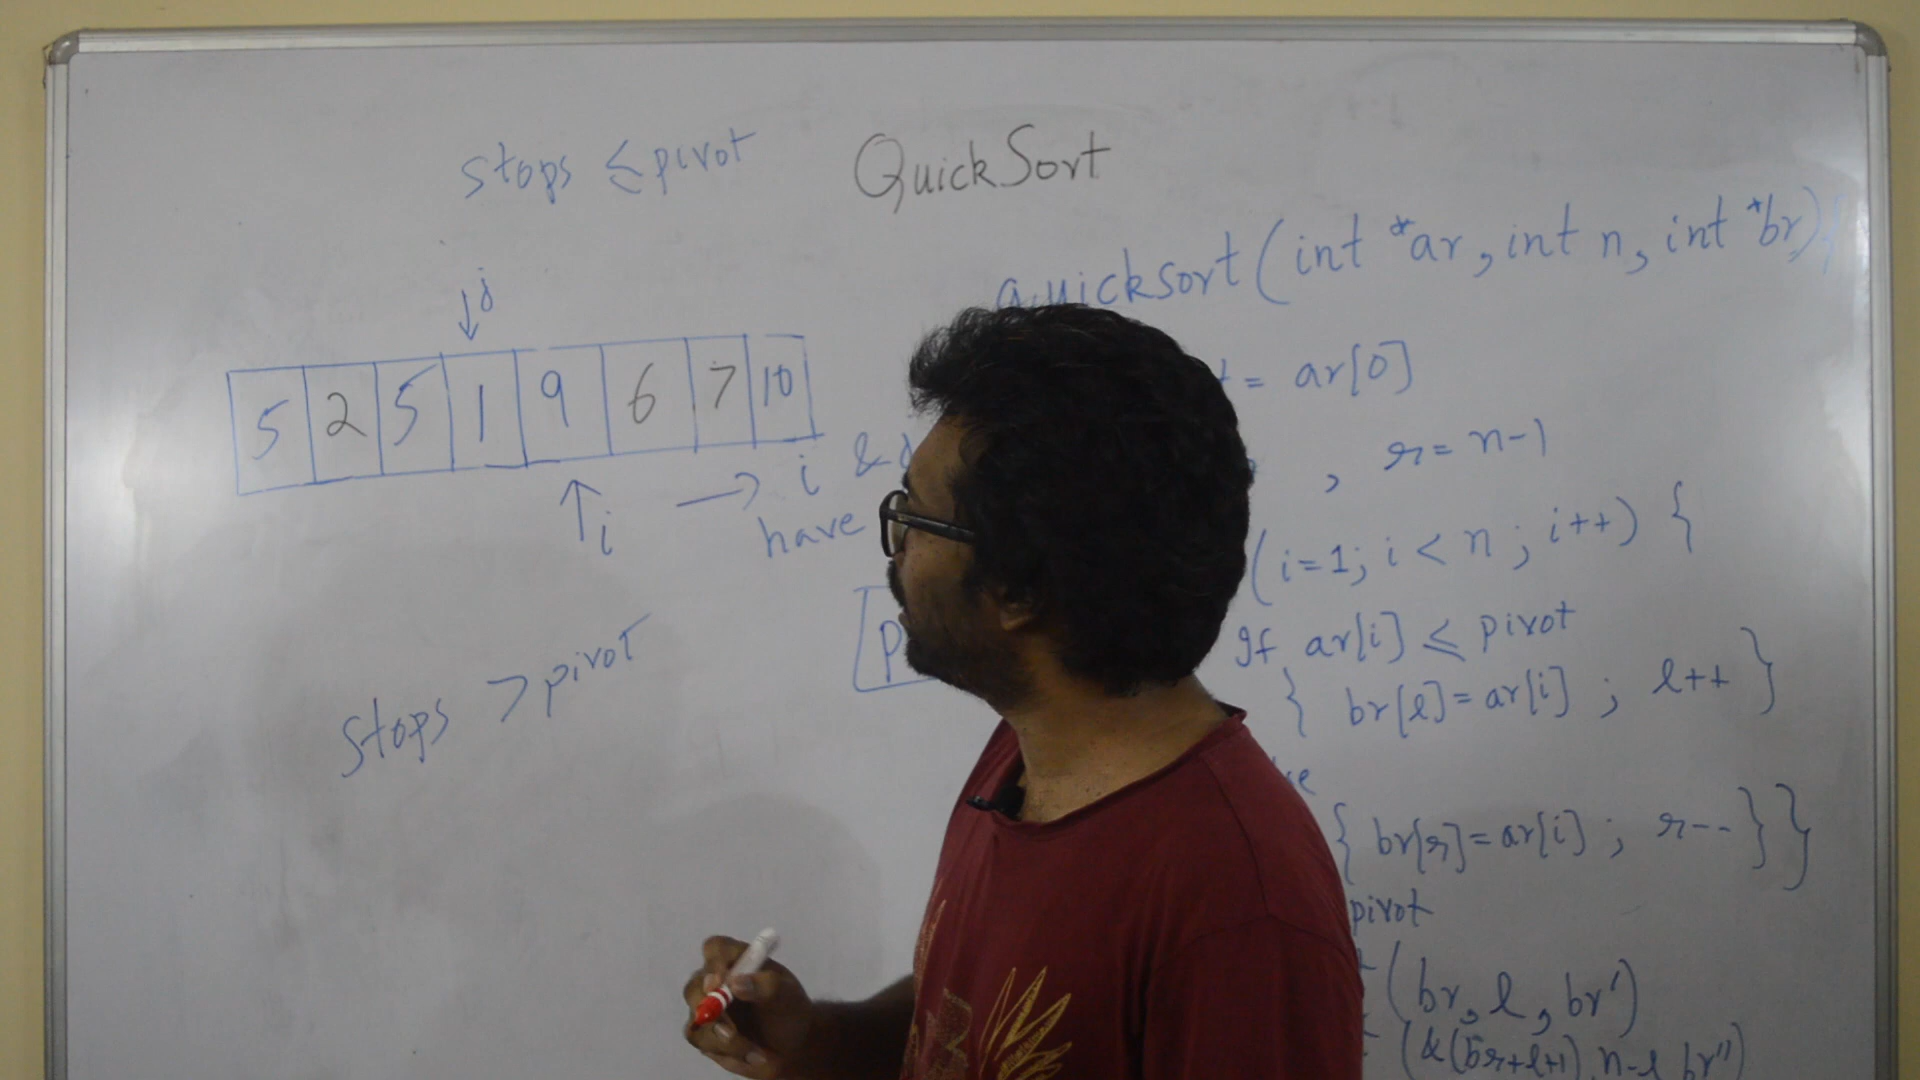 stops ≤ pivot
QuickSort
quicksort(int *ar, int n, int *br)
j
5 2 5 1 9 6 7 10
= ar[0]
i
→ i &
have
, r = n-1
(i=1; i < n ; i++) {
If ar[i] ≤ pivot
{ br[l] = ar[i] ; l++ }
stops > pivot
{ br[r] = ar[i] ; r-- } }
pivot
(br, l, br')
(&(br+l+1), n-l, br'')